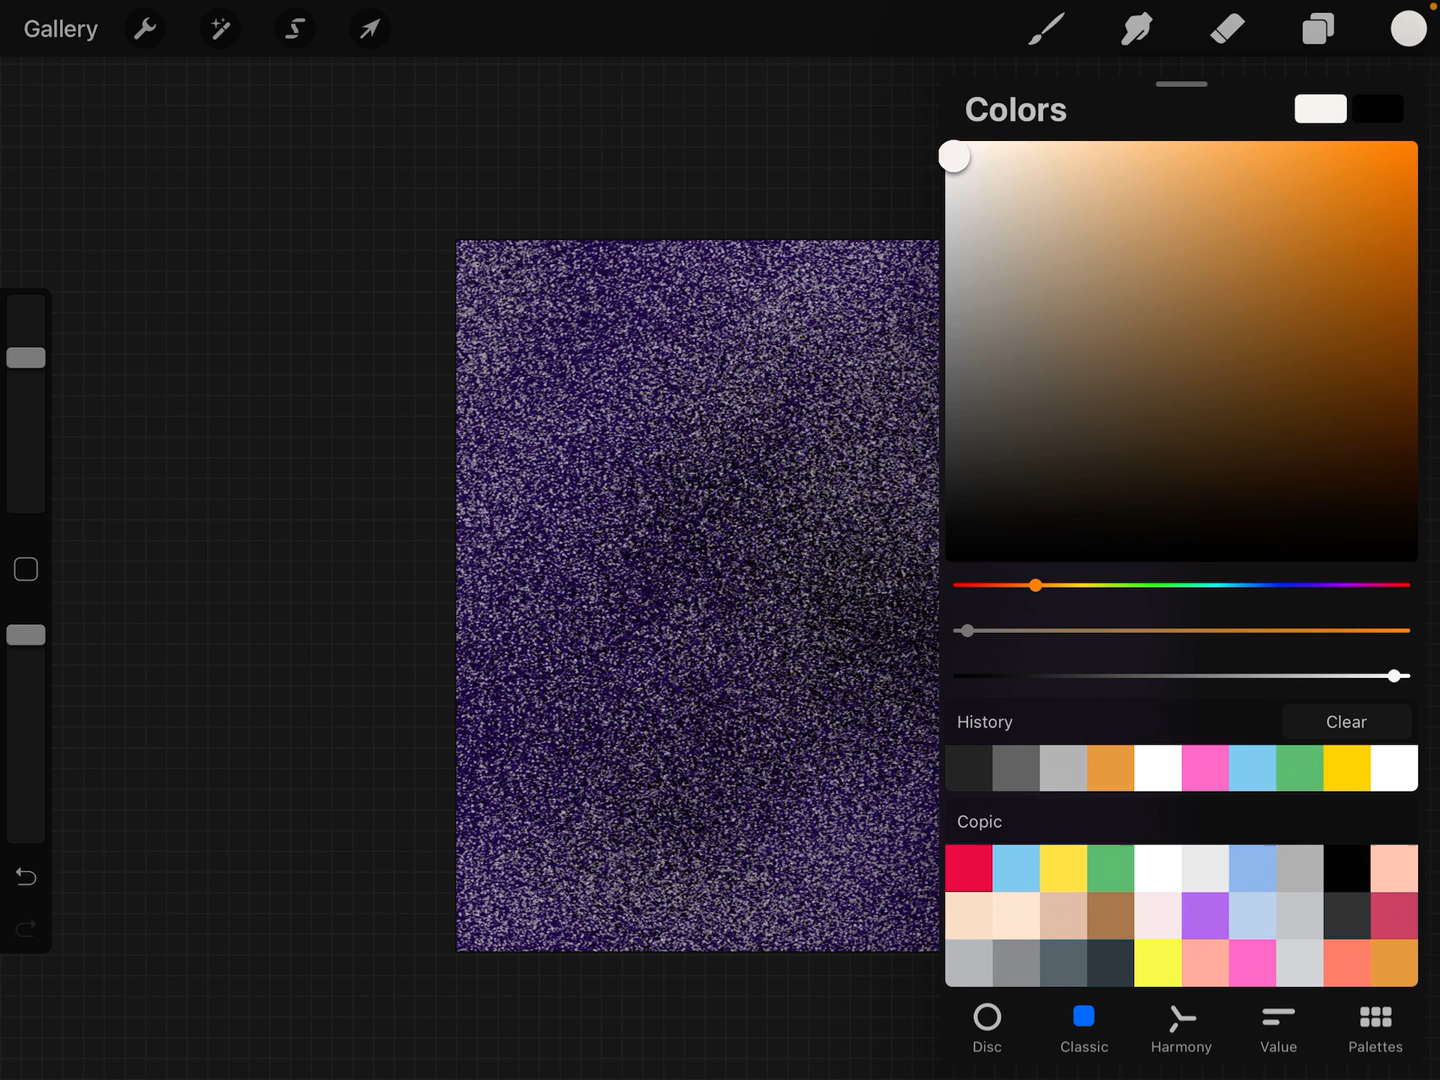 Gallery
Colors
History
Clear
Copic
Disc
Classic
Harmony
Value
Palettes